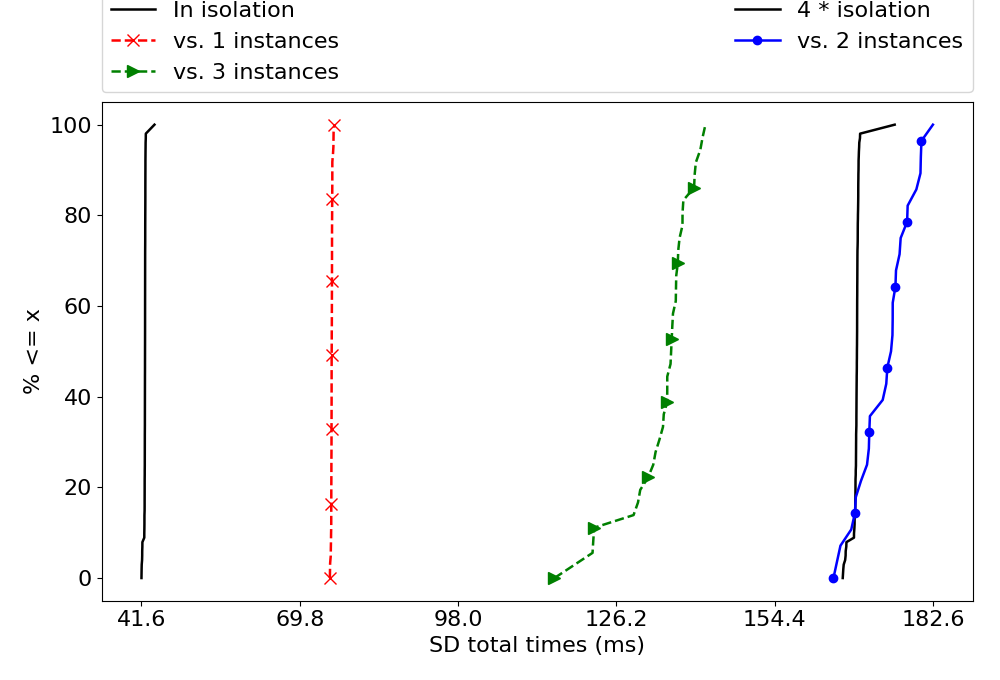 In isolation
vs. 1 instances
vs. 3 instances
4 * isolation
vs. 2 instances
100
80
60
40
20
0
% <= x
41.6 69.8 98.0 126.2 154.4 182.6
SD total times (ms)